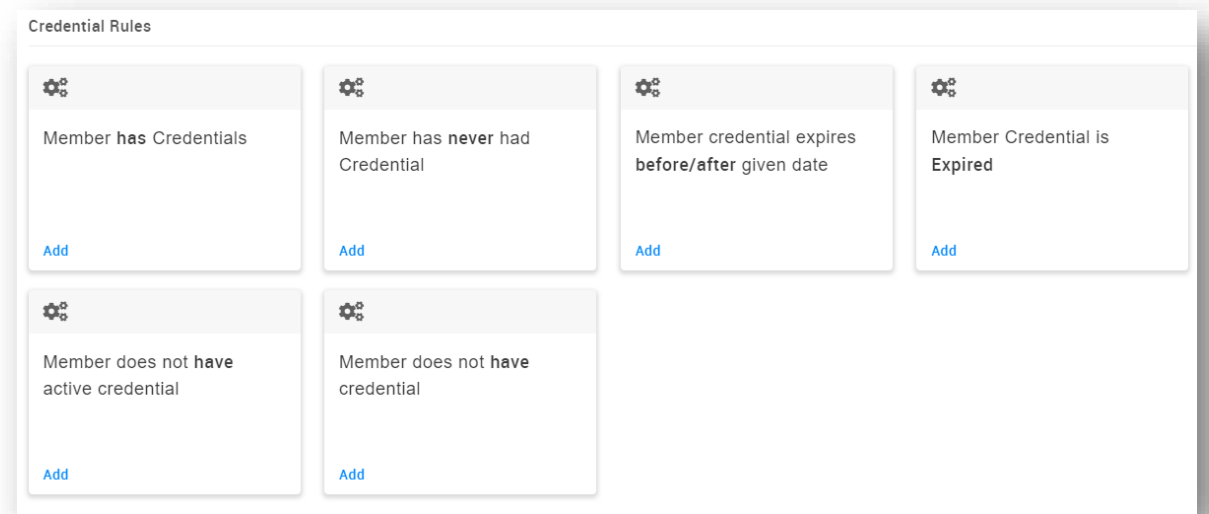 Credential Rules
Member has Credentials
Add
Member has never had
Credential
Add
Member credential expires
before/after given date
Add
Member Credential is
Expired
Add
Member does not have
active credential
Add
Member does not have
credential
Add